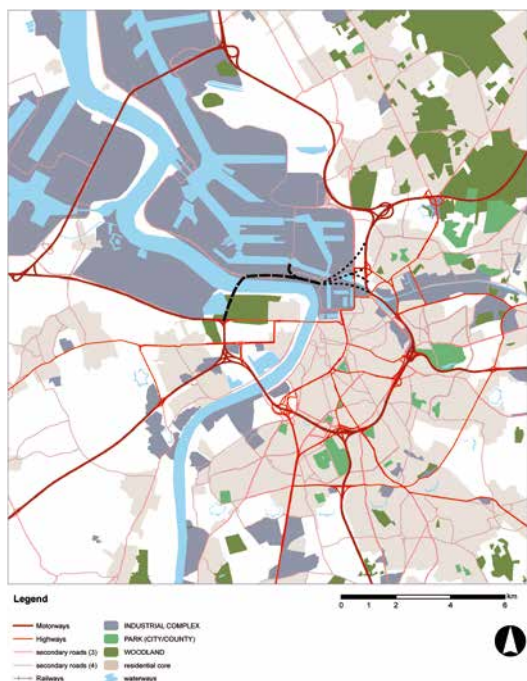 Legend
Motorways
Highways
secondary roads (3)
secondary roads (4)
Railways
INDUSTRIAL COMPLEX
PARK (CITY/COUNTY)
WOODLAND
residential core
waterways
km
0 1 2 4 6